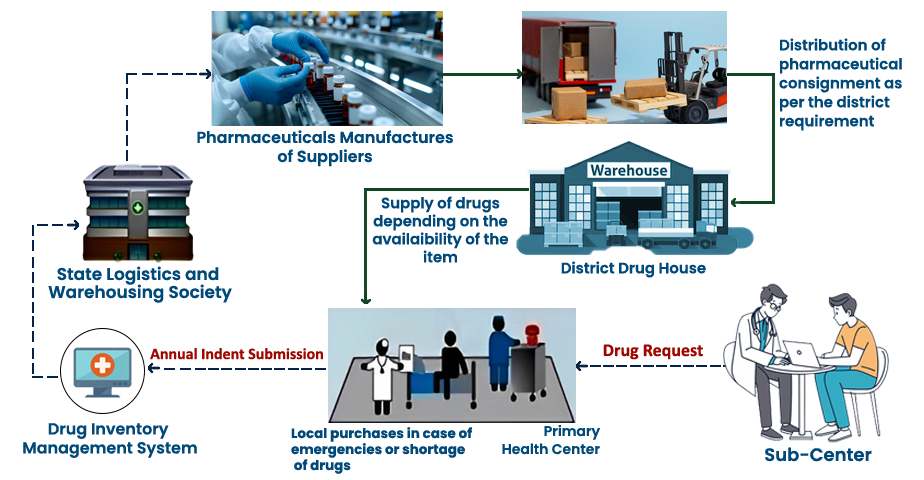 Distribution of
pharmaceutical
consignment as
per the district
requirement
Pharmaceuticals Manufactures
of Suppliers
Warehouse
Supply of drugs
depending on the
availaibility of the
item
District Drug House
State Logistics and
Warehousing Society
Annual Indent Submission
Drug Request
Drug Inventory
Management System
Local purchases in case of
emergencies or shortage
of drugs
Primary
Health Center
Sub-Center